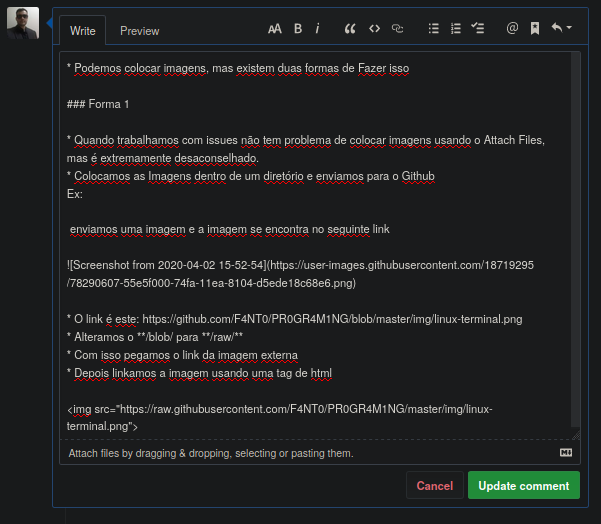 Write
Preview
AA B i
* Podemos colocar imagens, mas existem duas formas de Fazer isso
### Forma 1
* Quando trabalhamos com issues não tem problema de colocar imagens usando o Attach Files,
mas é extremamente desaconselhado.
* Colocamos as Imagens dentro de um diretório e enviamos para o Github
Ex:
enviamos uma imagem e a imagem se encontra no seguinte link
![Screenshot from 2020-04-02 15-52-54](https://user-images.githubusercontent.com/18719295
/78290607-55e5f000-74fa-11ea-8104-d5ede18c68e6.png)
* O link é este: https://github.com/F4NT0/PR0GR4M1NG/blob/master/img/linux-terminal.png
* Alteramos o **/blob/ para **/raw/**
* Com isso pegamos o link da imagem externa
* Depois linkamos a imagem usando uma tag de html
<img src="https://raw.githubusercontent.com/F4NT0/PR0GR4M1NG/master/img/linux-
terminal.png">
Attach files by dragging & dropping, selecting or pasting them.
Cancel
Update comment